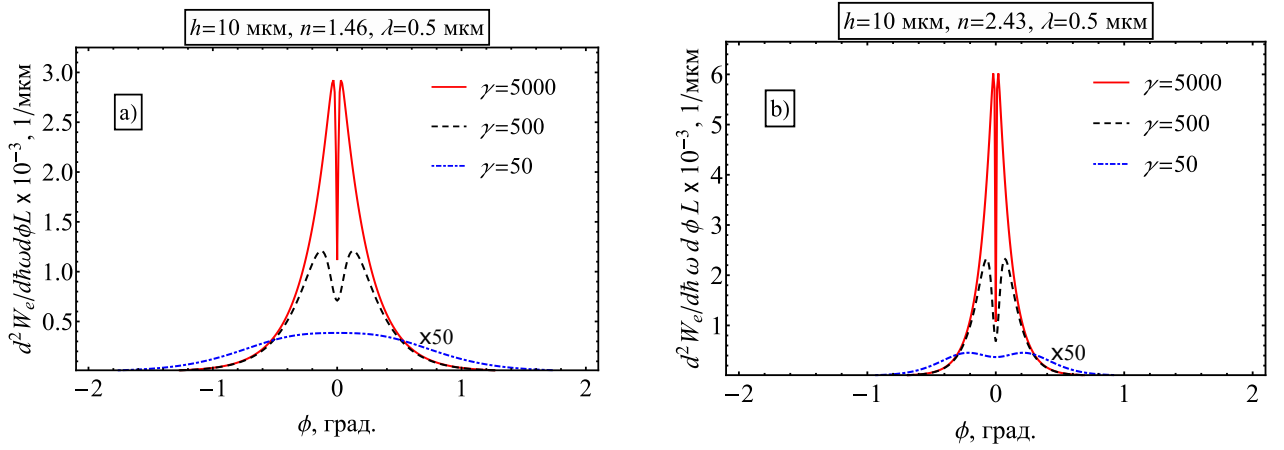 h=10 мкм, n=1.46, λ=0.5 мкм
a)
γ=5000
γ=500
γ=50
x50
d²Wₑ/dħωdϕL x 10⁻³, 1/мкм
3.0
2.5
2.0
1.5
1.0
0.5
−2
−1
0
1
2
ϕ, град.
h=10 мкм, n=2.43, λ=0.5 мкм
b)
γ=5000
γ=500
γ=50
x50
d²Wₑ/dħ ω d ϕ L x 10⁻³, 1/мкм
6
5
4
3
2
1
−2
−1
0
1
2
ϕ, град.